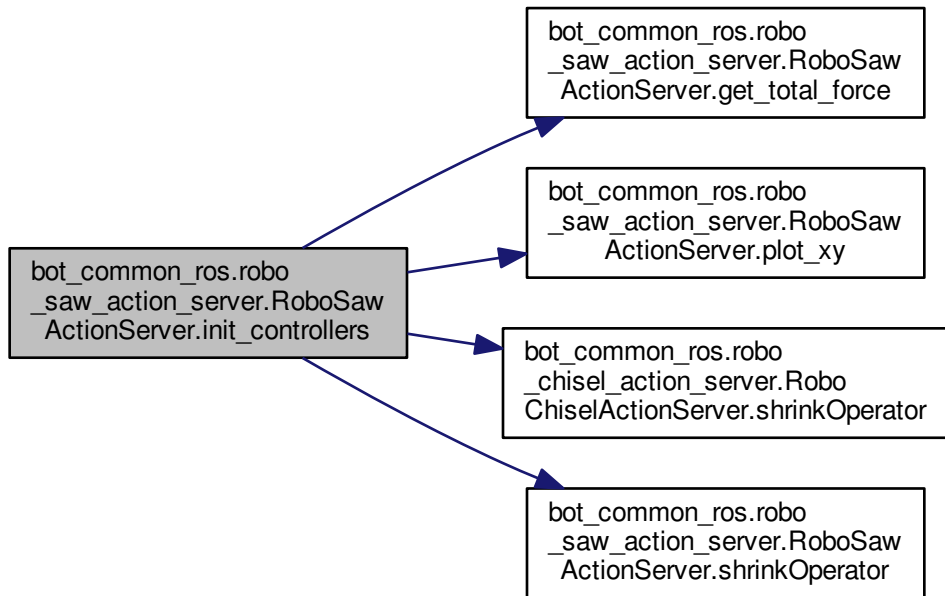 bot_common_ros.robo
_saw_action_server.RoboSaw
ActionServer.get_total_force
bot_common_ros.robo
_saw_action_server.RoboSaw
ActionServer.plot_xy
bot_common_ros.robo
_saw_action_server.RoboSaw
ActionServer.init_controllers
bot_common_ros.robo
_chisel_action_server.Robo
ChiselActionServer.shrinkOperator
bot_common_ros.robo
_saw_action_server.RoboSaw
ActionServer.shrinkOperator